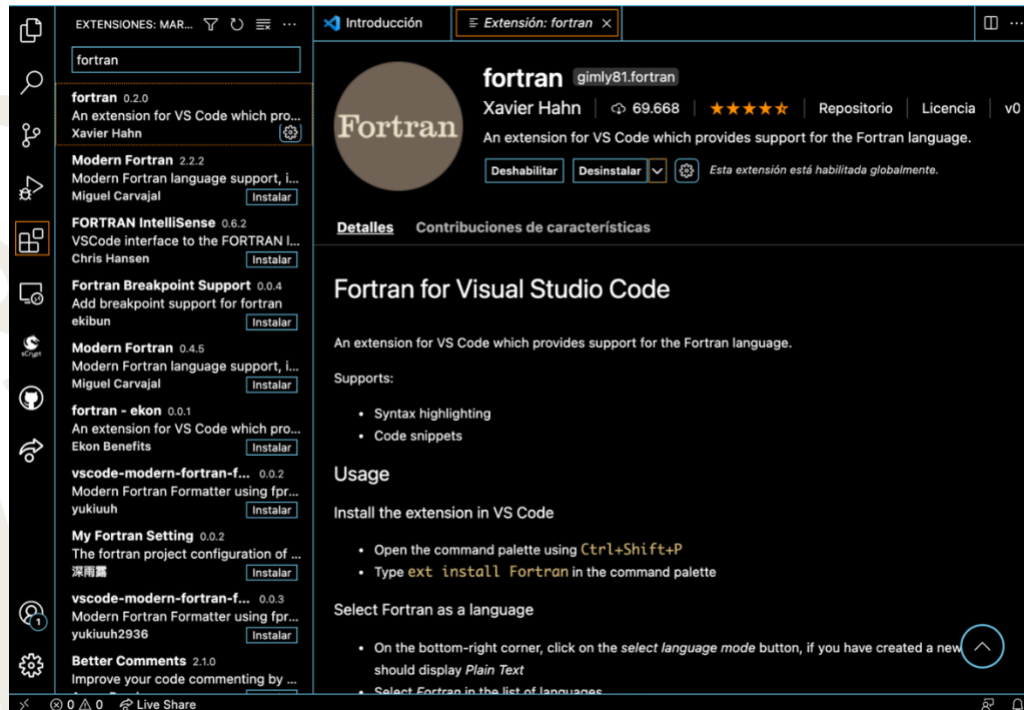 EXTENSIONES: MAR...
fortran
fortran 0.2.0
An extension for VS Code which pro...
Xavier Hahn
Modern Fortran 2.2.2
Modern Fortran language support, i...
Miguel Carvajal Instalar
FORTRAN IntelliSense 0.6.2
VSCode interface to the FORTRAN l...
Chris Hansen Instalar
Fortran Breakpoint Support 0.0.4
Add breakpoint support for fortran
ekibun Instalar
Modern Fortran 0.4.5
Modern Fortran language support, i...
Miguel Carvajal Instalar
fortran - ekon 0.0.1
An extension for VS Code which pro...
Ekon Benefits Instalar
vscode-modern-fortran-f... 0.0.2
Modern Fortran Formatter using fpr...
yukiuuh Instalar
My Fortran Setting 0.0.2
The fortran project configuration of ...
深雨露 Instalar
vscode-modern-fortran-f... 0.0.3
Modern Fortran Formatter using fpr...
yukiuuh2936 Instalar
Better Comments 2.1.0
Improve your code commenting by ...
Introducción
Extensión: fortran
Fortran
fortran gimly81.fortran
Xavier Hahn 69.668 Repositorio Licencia v0
An extension for VS Code which provides support for the Fortran language.
Deshabilitar Desinstalar Esta extensión está habilitada globalmente.
Detalles Contribuciones de características
Fortran for Visual Studio Code
An extension for VS Code which provides support for the Fortran language.
Supports:
• Syntax highlighting
• Code snippets
Usage
Install the extension in VS Code
• Open the command palette using Ctrl+Shift+P
• Type ext install Fortran in the command palette
Select Fortran as a language
• On the bottom-right corner, click on the select language mode button, if you have created a new
should display Plain Text
• Select Fortran in the list of languages
sCrypt
1
0 0 Live Share